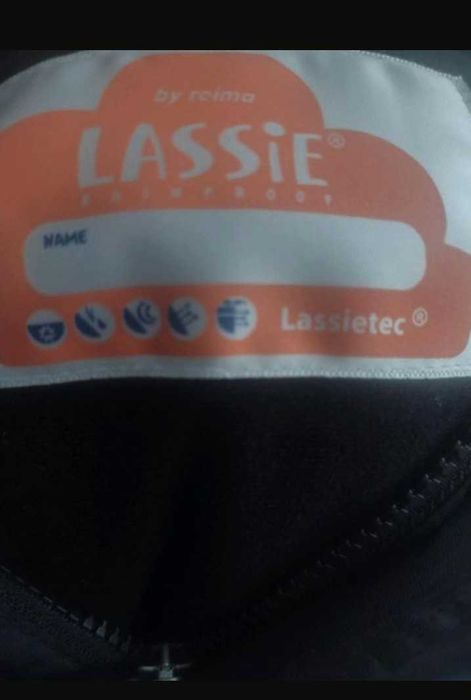 by reima
LASSiE®
RAINPROOF
NAME
Lassietec®